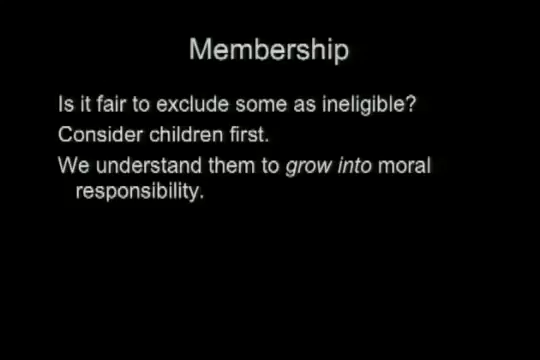 Membership
Is it fair to exclude some as ineligible?
Consider children first.
We understand them to grow into moral
responsibility.